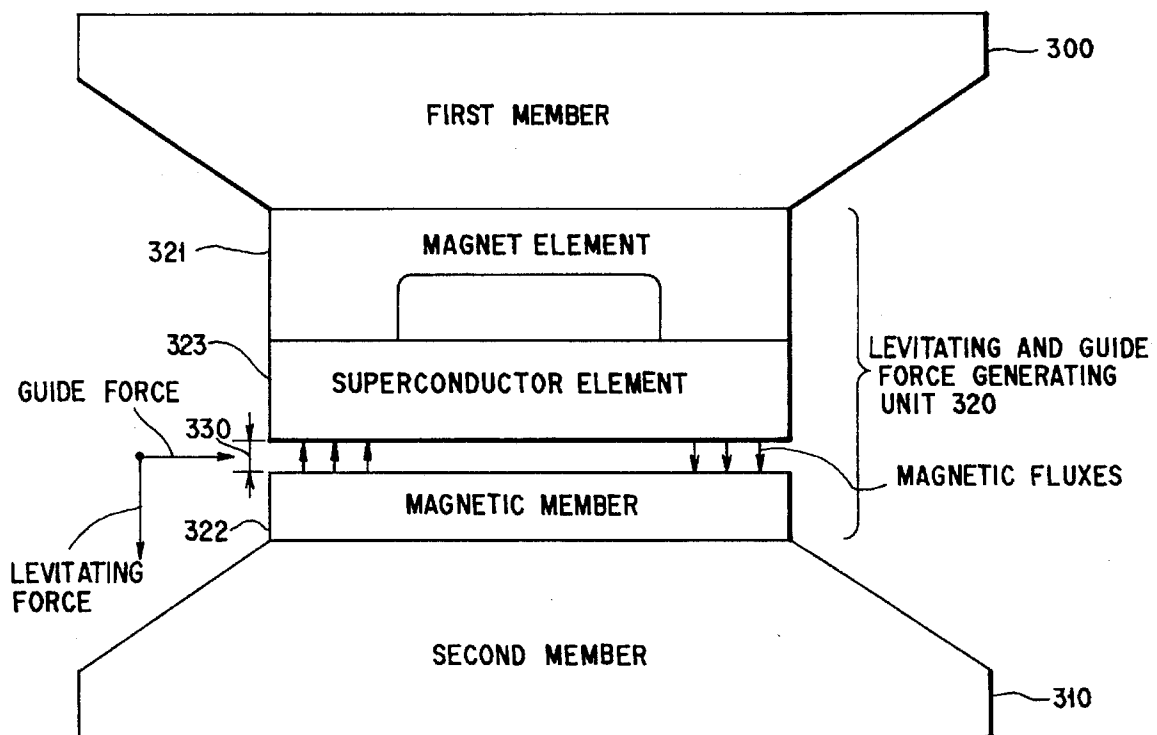 300
FIRST MEMBER
321
MAGNET ELEMENT
323
SUPERCONDUCTOR ELEMENT
LEVITATING AND GUIDE
FORCE GENERATING
UNIT 320
GUIDE FORCE
330
MAGNETIC FLUXES
MAGNETIC MEMBER
322
LEVITATING
FORCE
SECOND MEMBER
310